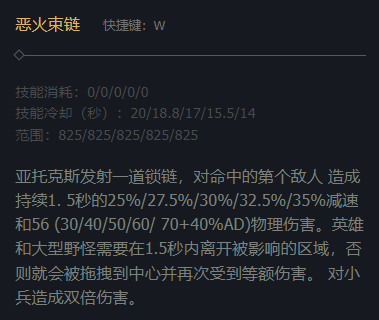 恶火束链 快捷键：W
技能消耗：0/0/0/0/0
技能冷却（秒）：20/18.8/17/15.5/14
范围：825/825/825/825/825
亚托克斯发射一道锁链，对命中的第个敌人 造成
持续1. 5秒的25%/27.5%/30%/32.5%/35%减速
和56 (30/40/50/60/ 70+40%AD)物理伤害。英雄
和大型野怪需要在1.5秒内离开被影响的区域，否
则就会被拖拽到中心并再次受到等额伤害。 对小
兵造成双倍伤害。